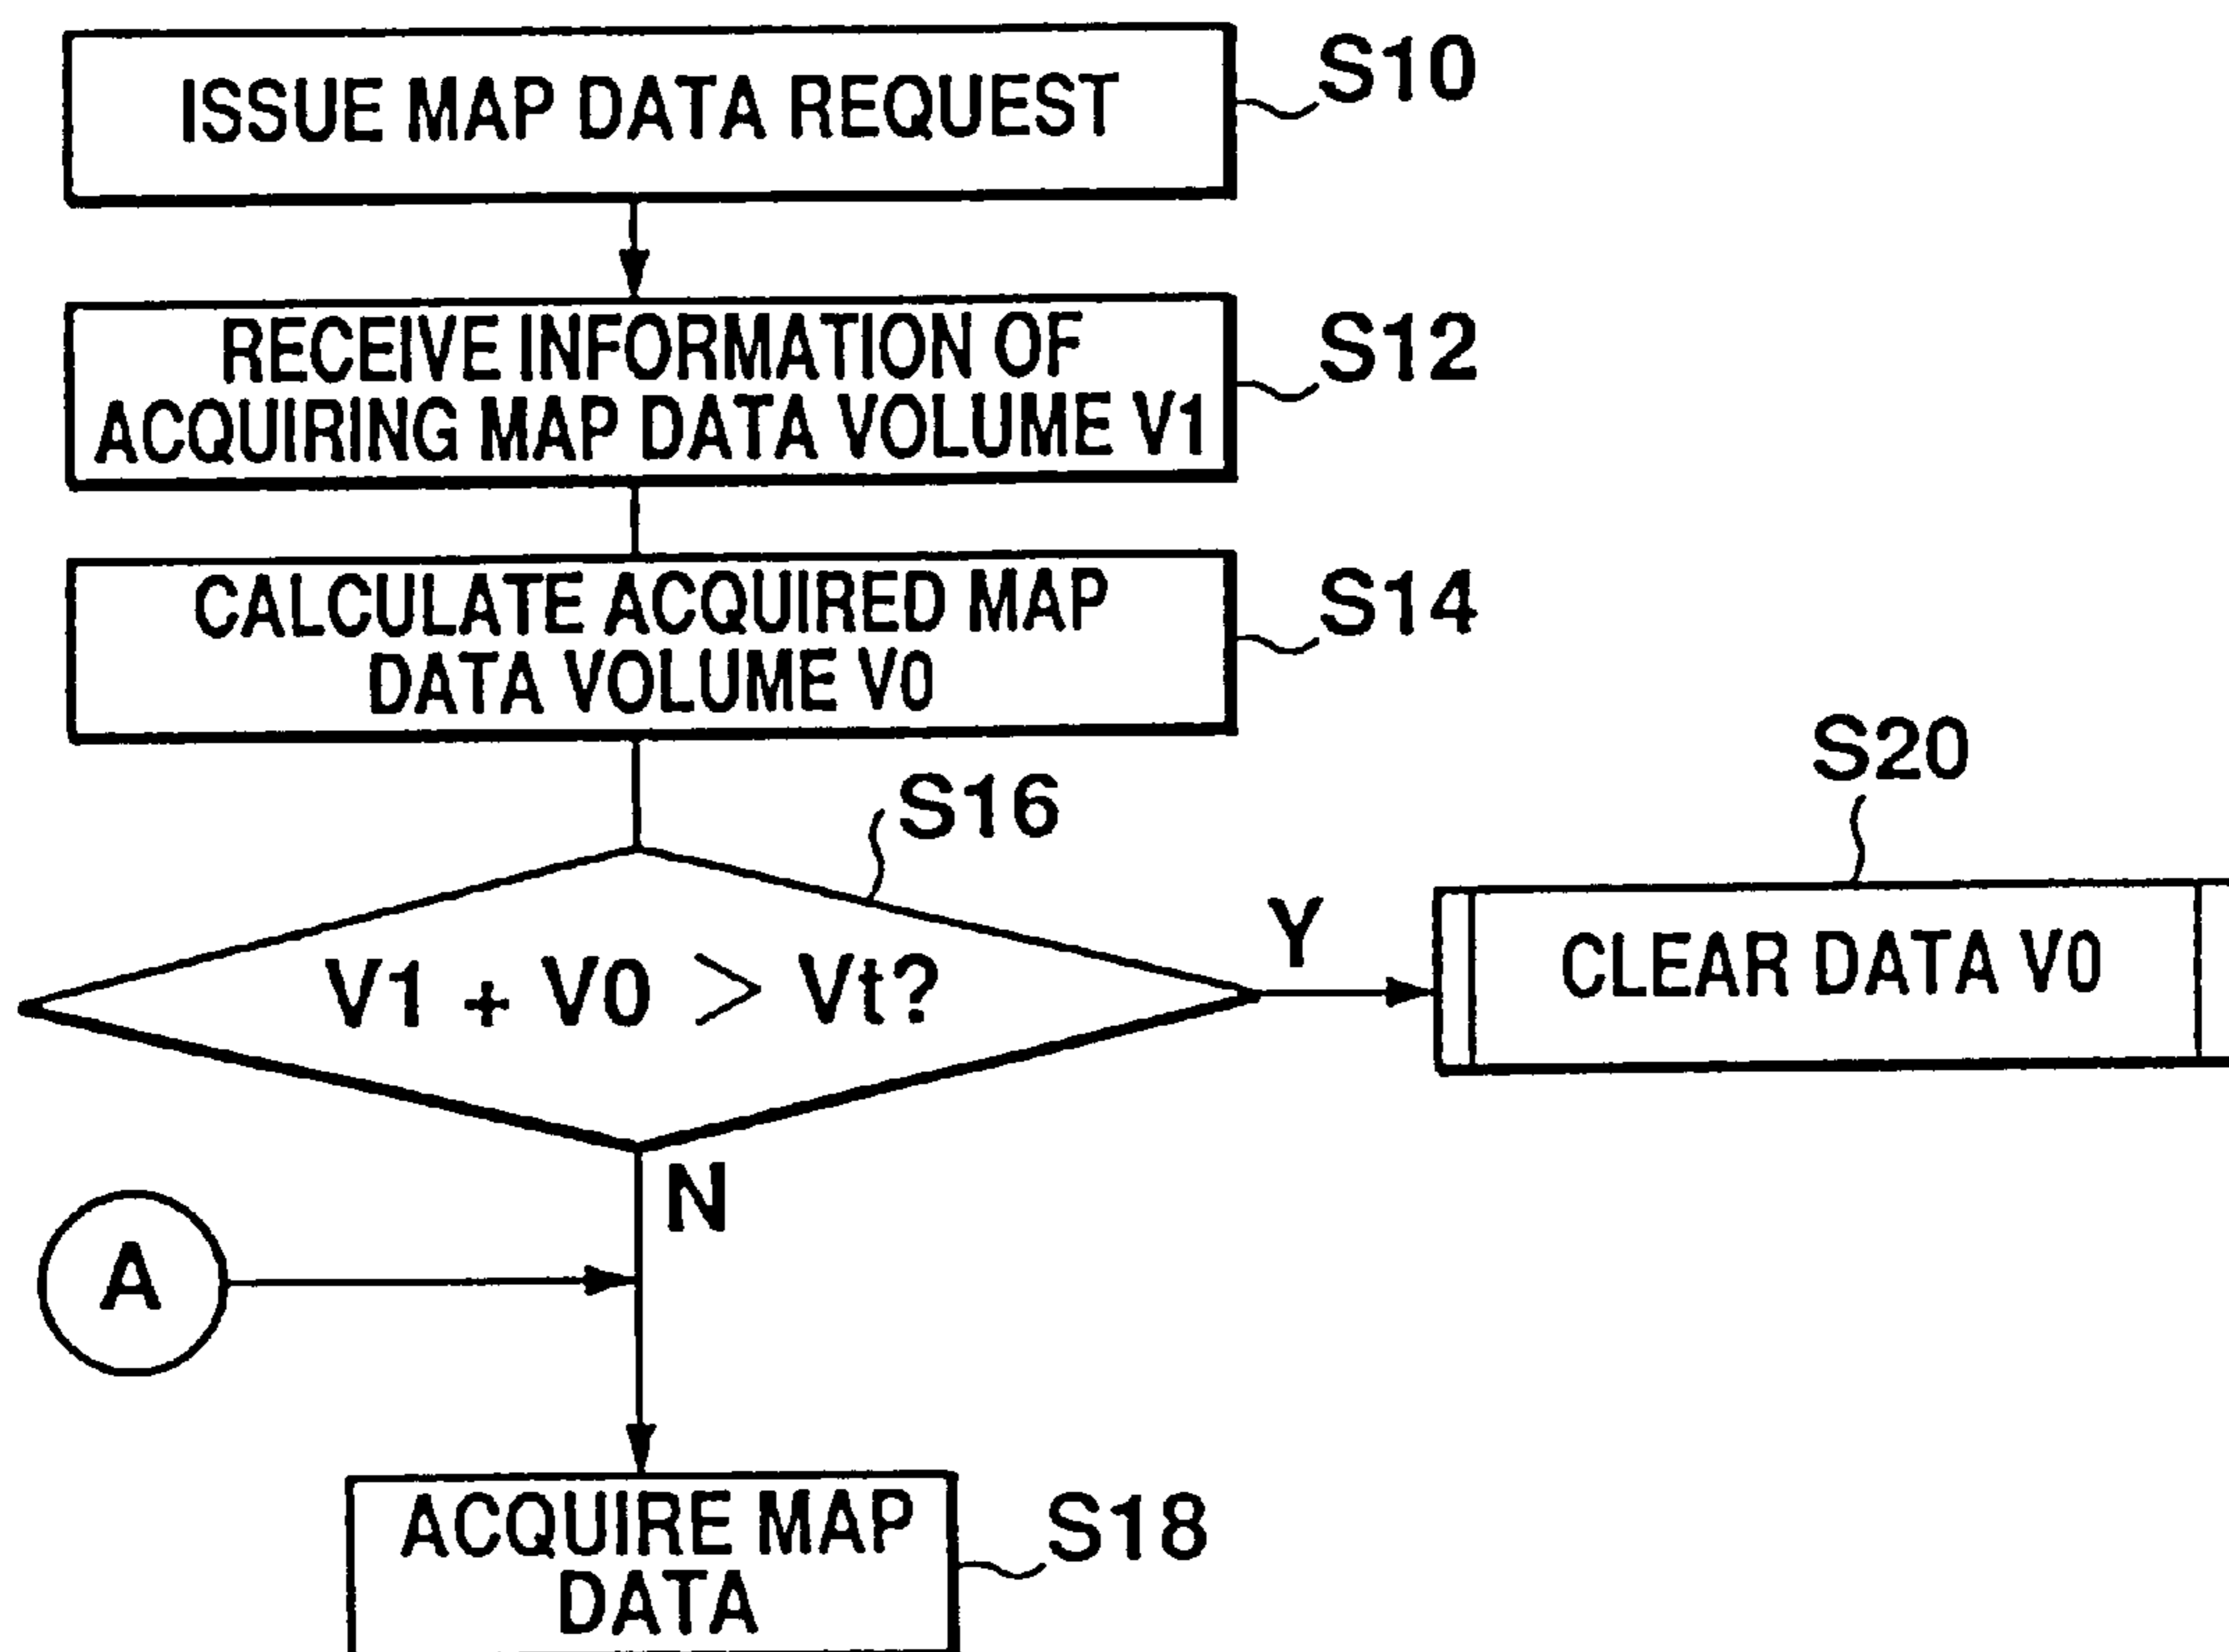 ISSUE MAP DATA REQUEST
S10
RECEIVE INFORMATION OF
ACQUIRING MAP DATA VOLUME V1
S12
CALCULATE ACQUIRED MAP
DATA VOLUME V0
S14
S16
V1 + V0 > Vt?
Y
S20
CLEAR DATA V0
N
A
ACQUIRE MAP
DATA
S18